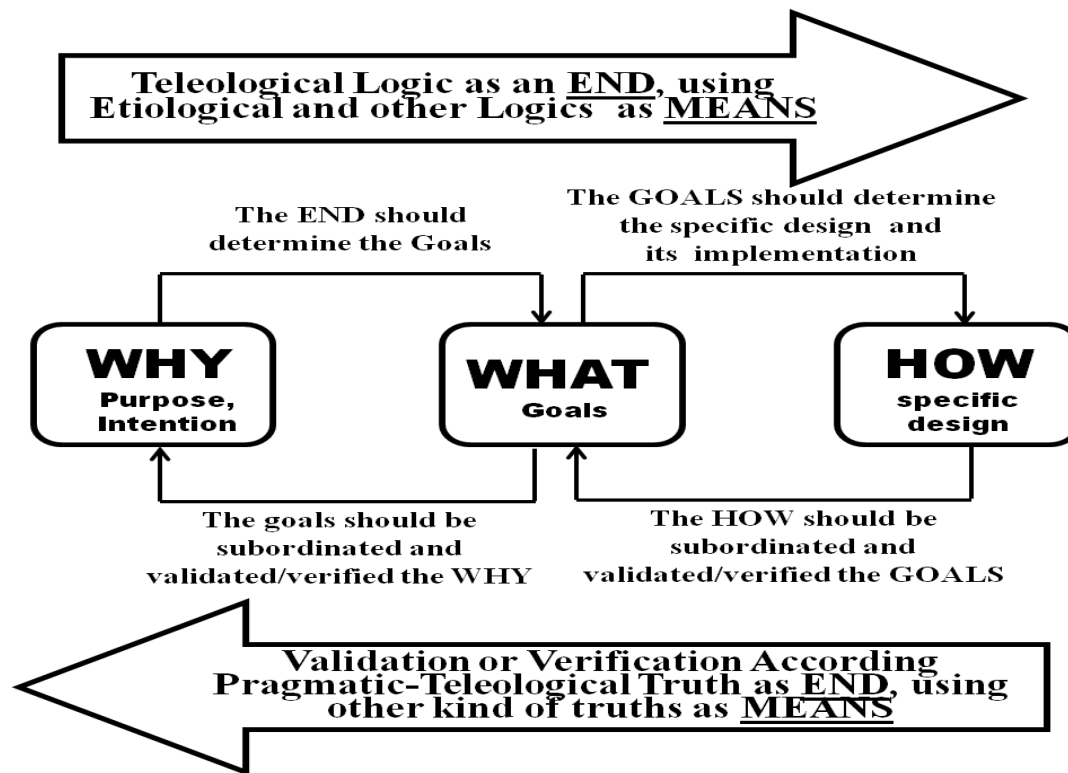 Teleological Logic as an END, using
Etiological and other Logics as MEANS
The END should
determine the Goals
The GOALS should determine
the specific design and
its implementation
WHY
Purpose,
Intention
WHAT
Goals
HOW
specific
design
The goals should be
subordinated and
validated/verified the WHY
The HOW should be
subordinated and
validated/verified the GOALS
Validation or Verification According
Pragmatic-Teleological Truth as END, using
other kind of truths as MEANS